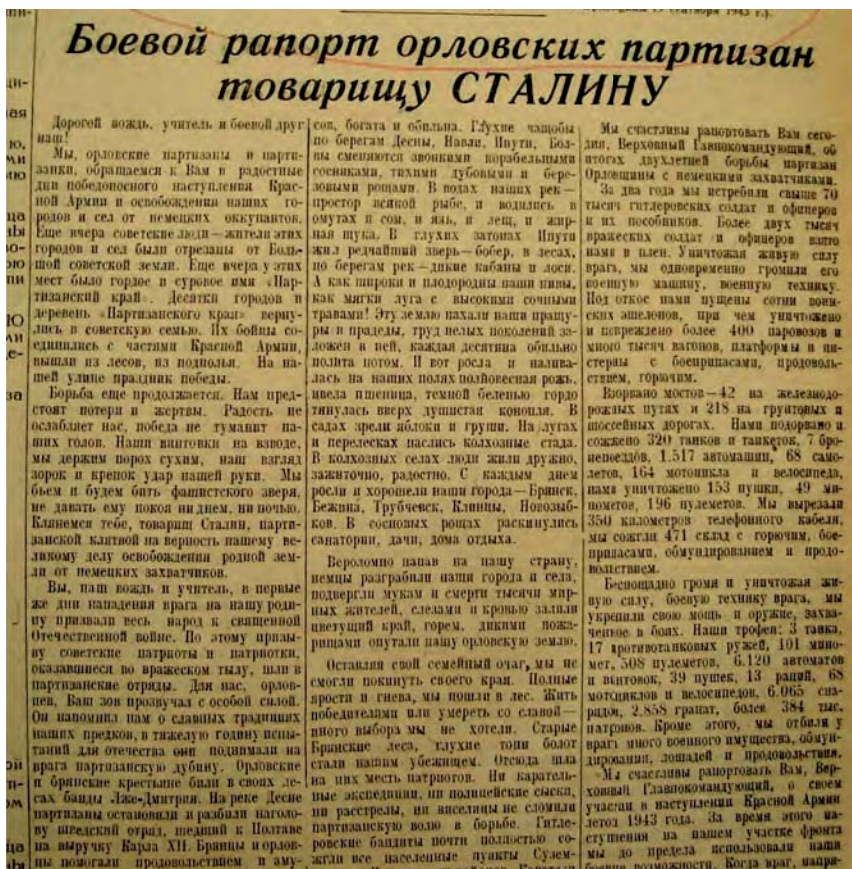 сентября 1943 г.).
Боевой рапорт орловских партизан
товарищу СТАЛИНУ
Дорогой вождь, учитель и боевой друг
наш!
Мы, орловские партизаны и парти-
занки, обращаемся к Вам в радостные
дни победоносного наступления Крас-
ной Армии и освобождения наших го-
родов и сел от немецких оккупантов.
Еще вчера советские люди — жители этих
городов и сел были отрезаны от Боль-
шой советской земли. Еще вчера у этих
мест было гордое и суровое имя «Пар-
тизанский край». Десятки городов и
деревень «Партизанского края» верну-
лись в советскую семью. Их бойцы со-
единились с частями Красной Армии,
вышли из лесов, из подполья. На на-
шей улице праздник победы.
Борьба еще продолжается. Нам пред-
стоят потери и жертвы. Радость не
ослабляет нас, победа не туманит на-
ших голов. Наши винтовки на взводе,
мы держим порох сухим, наш взгляд
зорок и крепок удар нашей руки. Мы
бьем и будем бить фашистского зверя,
не давать ему покоя ни днем, ни ночью.
Клянемся тебе, товарищ Сталин, парти-
занской клятвой на верность нашему ве-
ликому делу освобождения родной зем-
ли от немецких захватчиков.
Вы, наш вождь и учитель, в первые
же дни нападения врага на нашу роди-
ну призвали весь народ к священной
Отечественной войне. По этому призы-
ву советские патриоты и патриотки,
оказавшиеся во вражеском тылу, шли в
партизанские отряды. Для нас, орлов-
цев, Ваш зов прозвучал с особой силой.
Он напомнил нам о славных традициях
наших предков, в тяжелую годину испы-
таний для отечества они поднимали на
врага партизанскую дубину. Орловские
и брянские крестьяне били в своих ле-
сах банды Лже-Дмитрия. На реке Десне
партизаны остановили и разбили наголо-
ву шведский отряд, шедший к Полтаве
на выручку Карла XII. Брянцы и орлов-
цы помогали продовольствием и аму-
сов, богата и обильна. Глухие чащобы
по берегам Десны, Навли, Ипути, Бол-
вы сменяются звонкими корабельными
сосниками, тихими дубовыми и бере-
зовыми рощами. В водах наших рек —
простор всякой рыбе, и водились в
омутах и сом, и язь, и лещ, и жир-
ная щука. В глухих затонах Ипути
жил редчайший зверь — бобер, в лесах,
по берегам рек — дикие кабаны и лоси.
А как широки и плодородны наши нивы,
как мягки луга с высокими сочными
травами! Эту землю пахали наши пращу-
ры и прадеды, труд целых поколений за-
ложен в ней, каждая десятина обильно
полита потом. И вот росла и налива-
лась на наших полях полновесная рожь,
цвела пшеница, темной зеленью гордо
тянулась вверх душистая конопля. В
садах зрели яблоки и груши. На лугах
и перелесках паслись колхозные стада.
В колхозных селах люди жили дружно,
зажиточно, радостно. С каждым днем
росли и хорошели наши города — Брянск,
Бежица, Трубчевск, Клинцы, Новозыб-
ков. В сосновых рощах раскинулись
санатории, дачи, дома отдыха.
Вероломно напав на нашу страну,
немцы разграбили наши города и села,
подвергли мукам и смерти тысячи мир-
ных жителей, слезами и кровью залили
цветущий край, горем, дикими пожа-
рищами опутали нашу орловскую землю.
Оставляя свой семейный очаг, мы не
смогли покинуть своего края. Полные
ярости и гнева, мы пошли в лес. Жить
победителями или умереть со славой —
иного выбора мы не хотели. Старые
Брянские леса, глухие топи болот
стали нашим убежищем. Отсюда шла
на них месть патриотов. Ни каратель-
ные экспедиции, ни полицейские сыски,
ни расстрелы, ни виселицы не сломили
партизанскую волю в борьбе. Гитле-
ровские бандиты почти полностью со-
жгли все населенные пункты Сузем-
Мы счастливы рапортовать Вам сего-
дня, Верховный Главнокомандующий, об
итогах двухлетней борьбы партизан
Орловщины с немецкими захватчиками.
За два года мы истребили свыше 70
тысяч гитлеровских солдат и офицеров
и их пособников. Более двух тысяч
вражеских солдат и офицеров взято
нами в плен. Уничтожая живую силу
врага, мы одновременно громили его
военную машину, военную технику.
Под откос нами пущены сотни воин-
ских эшелонов, при чем уничтожено
и повреждено более 400 паровозов и
много тысяч вагонов, платформы и ци-
стерны с боеприпасами, продоволь-
ствием, горючим.
Взорвано мостов — 42 на железнодо-
рожных путях и 218 на грунтовых и
шоссейных дорогах. Нами подорвано и
сожжено 320 танков и танкеток, 7 бро-
непоездов, 1.517 автомашин, 68 само-
летов, 164 мотоцикла и велосипеда,
нами уничтожено 153 пушки, 49 ми-
нометов, 196 пулеметов. Мы вырезали
350 километров телефонного кабеля,
мы сожгли 471 склад с горючим, бое-
припасами, обмундированием и продо-
вольствием.
Беспощадно громя и уничтожая жи-
вую силу, боевую технику врага, мы
укрепили свою мощь и оружие, захва-
ченное в боях. Наши трофеи: 3 танка,
17 противотанковых ружей, 101 мино-
мет, 508 пулеметов, 6.120 автоматов
и винтовок, 39 пушек, 13 раций, 68
мотоциклов и велосипедов, 6.065 сна-
рядов, 2.858 гранат, более 384 тыс.
патронов. Кроме этого, мы отбили у
врага много военного имущества, обмун-
дирования, лошадей и продовольствия.
Мы счастливы рапортовать Вам, Вер-
ховный Главнокомандующий, о своем
участии в наступлении Красной Армии
летом 1943 года. За время этого на-
ступления на нашем участке фронта
мы до предела использовали наши
боевые возможности. Когда враг, напря-